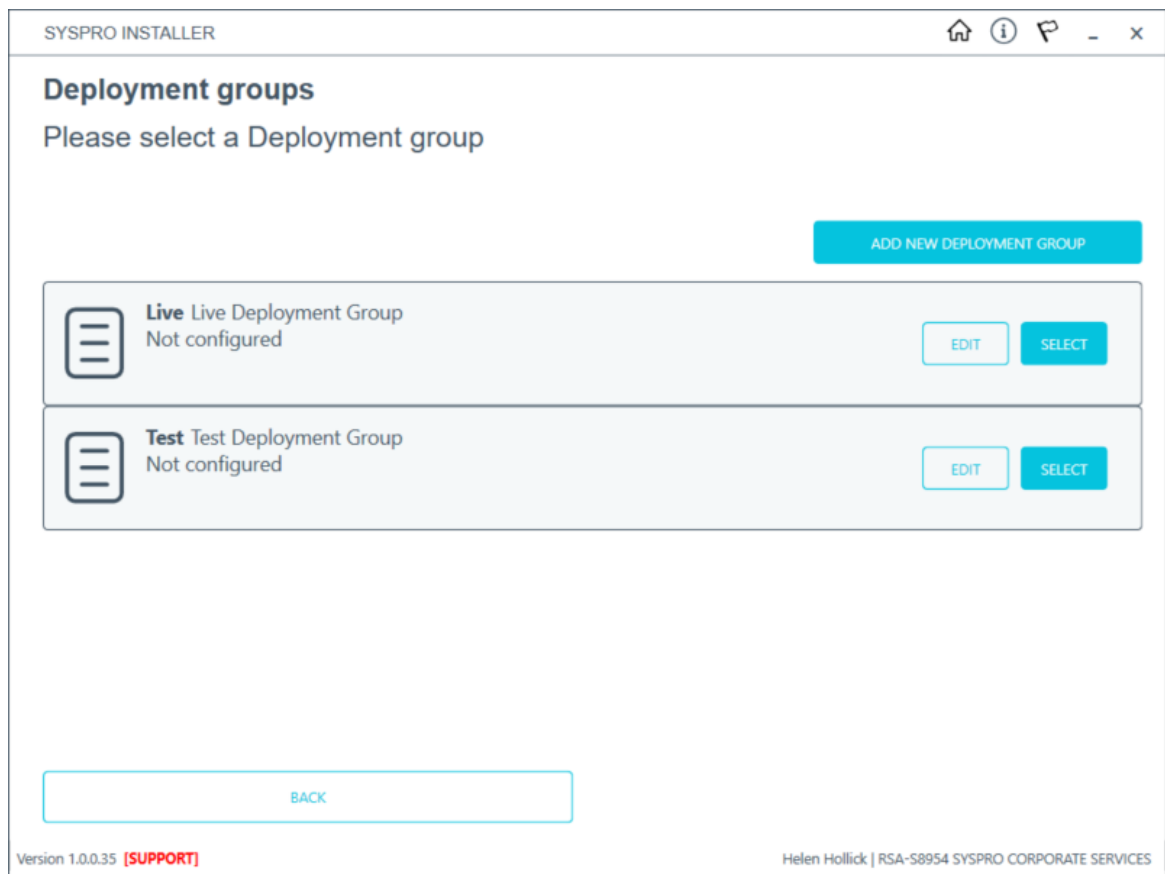 SYSPRO INSTALLER
Deployment groups
Please select a Deployment group
ADD NEW DEPLOYMENT GROUP
Live Live Deployment Group
Not configured
EDIT
SELECT
Test Test Deployment Group
Not configured
EDIT
SELECT
BACK
Version 1.0.0.35 [SUPPORT]
Helen Hollick | RSA-S8954 SYSPRO CORPORATE SERVICES